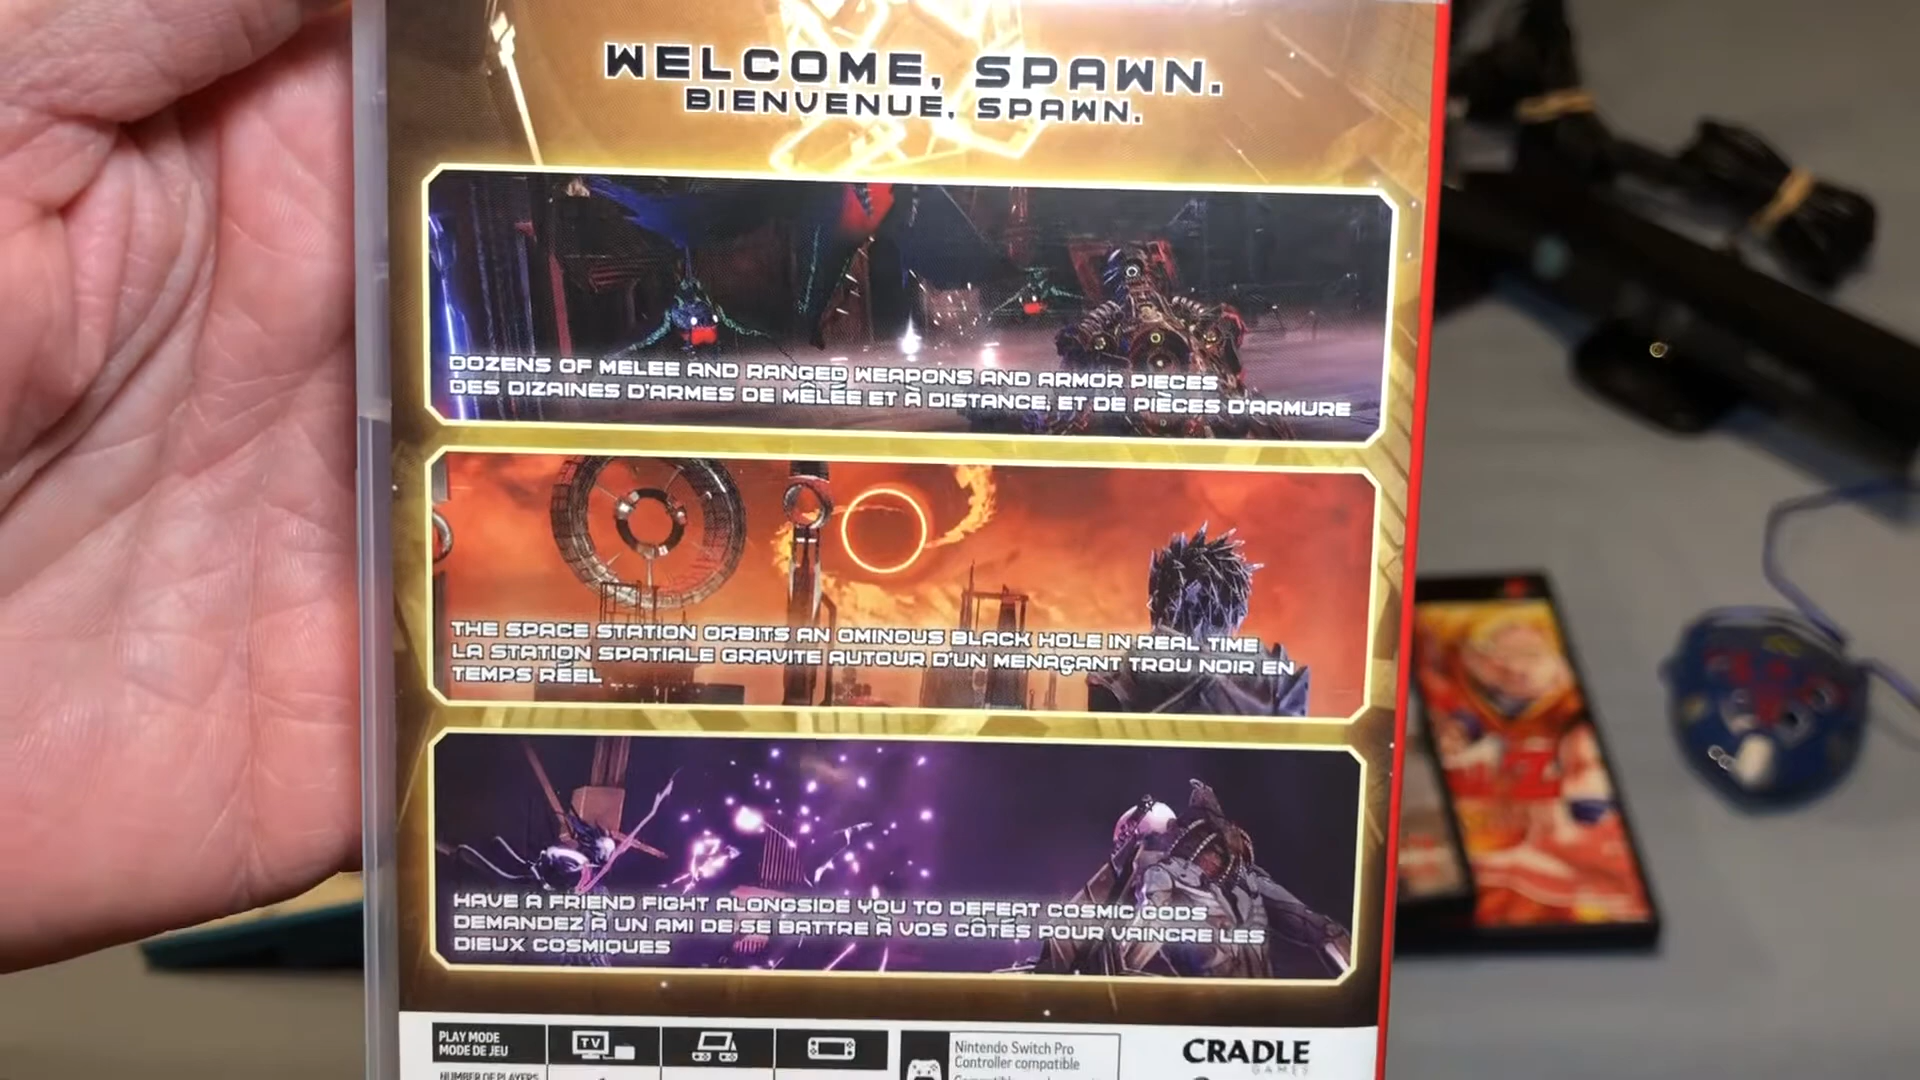 WELCOME, SPAWN.
BIENVENUE, SPAWN.
DOZENS OF MELEE AND RANGED WEAPONS AND ARMOR PIECES
DES DIZAINES D'ARMES DE MÊLÉE ET À DISTANCE, ET DE PIÈCES D'ARMURE
THE SPACE STATION ORBITS AN OMINOUS BLACK HOLE IN REAL TIME
LA STATION SPATIALE GRAVITE AUTOUR D'UN MENAÇANT TROU NOIR EN
TEMPS RÉEL
HAVE A FRIEND FIGHT ALONGSIDE YOU TO DEFEAT COSMIC GODS
DEMANDEZ À UN AMI DE SE BATTRE À VOS CÔTÉS POUR VAINCRE LES
DIEUX COSMIQUES
PLAY MODE
MODE DE JEU
TV
Nintendo Switch Pro
Controller compatible
CRADLE
GAMES
NUMBER OF PLAYERS